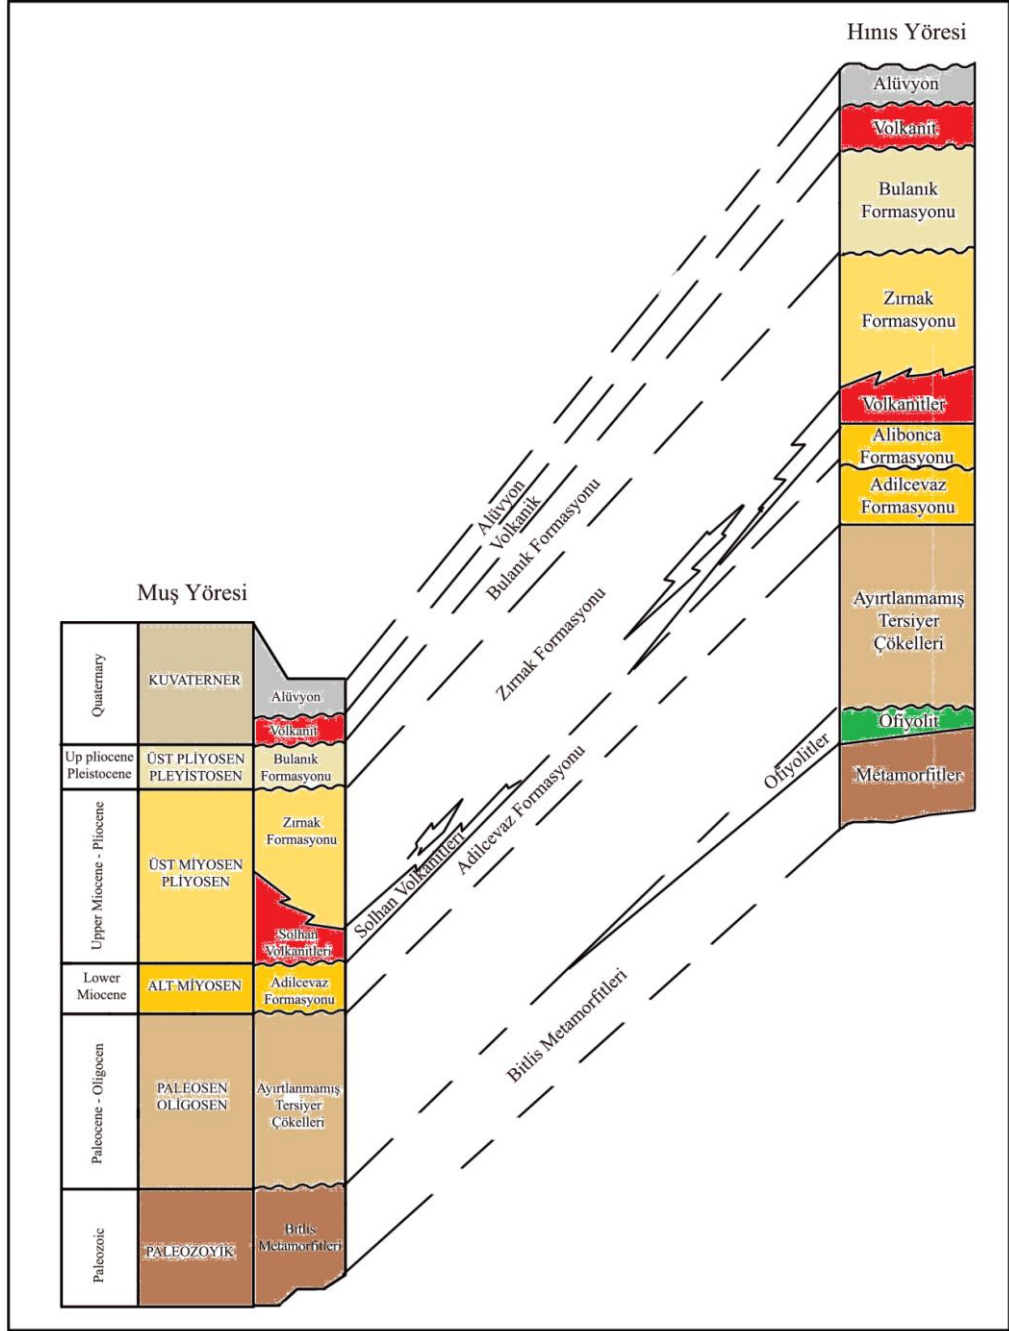 Hınıs Yöresi
Alüvyon
Volkanit
Bulanık
Formasyonu
Zırnak
Formasyonu
Volkanitler
Alibonca
Formasyonu
Adilcevaz
Formasyonu
Ayırtlanmamış
Tersiyer
Çökelleri
Ofiyolit
Metamorfitler
Alüvyon
Volkanik
Bulanık Formasyonu
Zırnak Formasyonu
Solhan Volkanitleri
Adilcevaz Formasyonu
Ofiyolitler
Bitlis Metamorfitleri
Muş Yöresi
Quaternary
KUVATERNER
Alüvyon
Volkanit
Up pliocene
Pleistocene
ÜST PLİYOSEN
PLEYİSTOSEN
Bulanık
Formasyonu
Upper Miocene - Pliocene
ÜST MİYOSEN
PLİYOSEN
Zırnak
Formasyonu
Solhan
Volkanitleri
Lower
Miocene
ALT MİYOSEN
Adilcevaz
Formasyonu
Paleocene - Oligocen
PALEOSEN
OLİGOSEN
Ayırtlanmamış
Tersiyer
Çökelleri
Paleozoic
PALEOZOYİK
Bitlis
Metamorfitleri